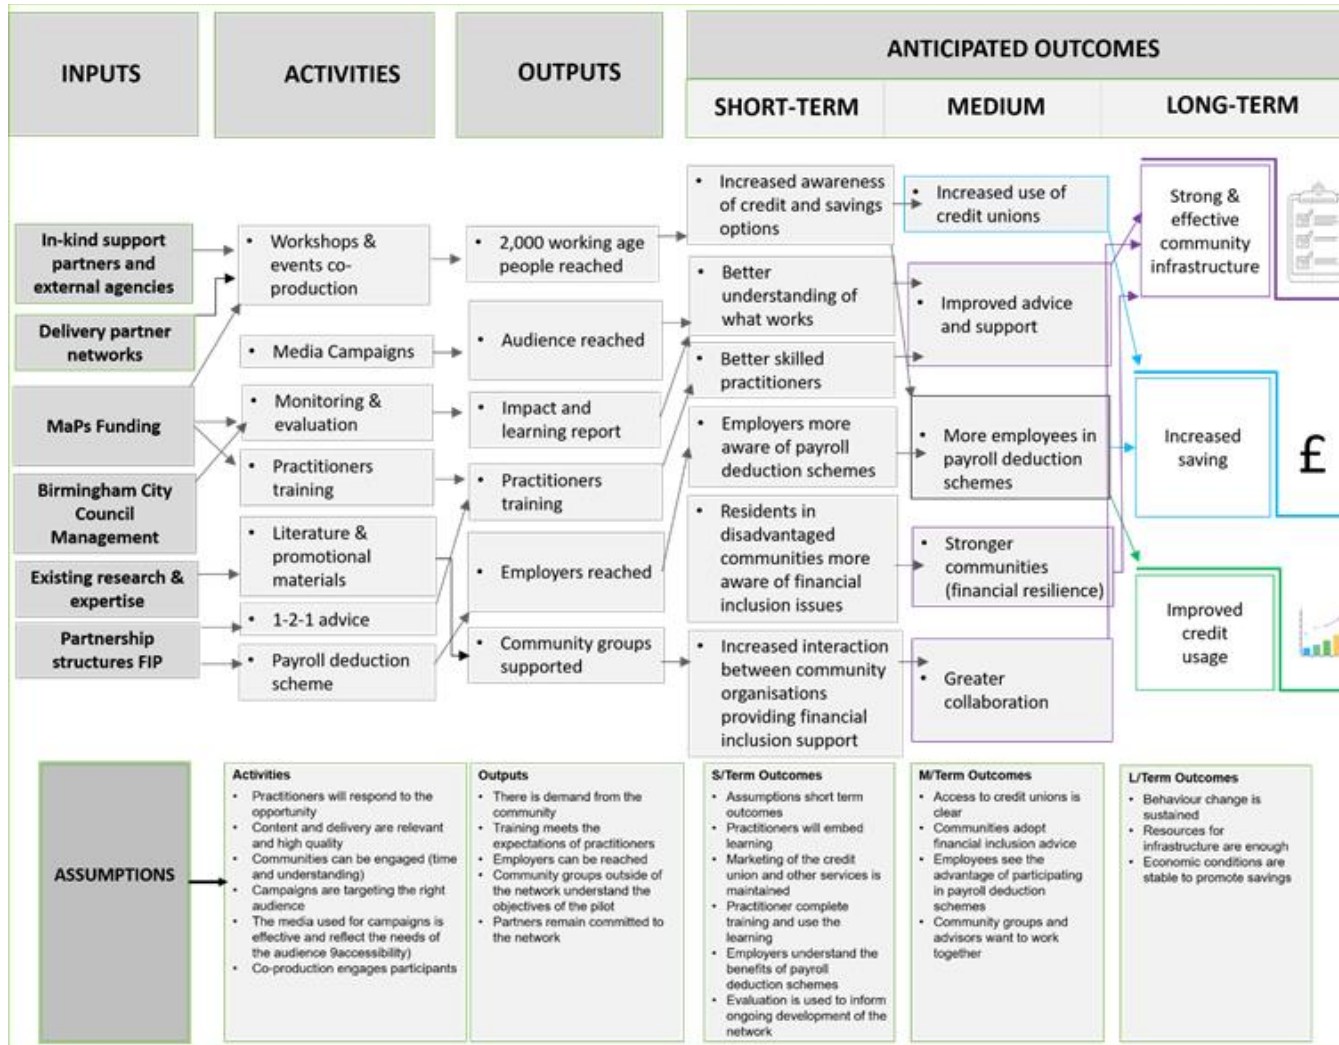 INPUTS
ACTIVITIES
OUTPUTS
ANTICIPATED OUTCOMES
SHORT-TERM
MEDIUM
LONG-TERM
In-kind support
partners and
external agencies
Delivery partner
networks
MaPs Funding
Birmingham City
Council
Management
Existing research &
expertise
Partnership
structures FIP
• Workshops &
events co-
production
• Media Campaigns
• Monitoring &
evaluation
• Practitioners
training
• Literature &
promotional
materials
• 1-2-1 advice
• Payroll deduction
scheme
• 2,000 working age
people reached
• Audience reached
• Impact and
learning report
• Practitioners
training
• Employers reached
• Community groups
supported
• Increased awareness
of credit and savings
options
• Better
understanding of
what works
• Better skilled
practitioners
• Employers more
aware of payroll
deduction schemes
• Residents in
disadvantaged
communities more
aware of financial
inclusion issues
• Increased interaction
between community
organisations
providing financial
inclusion support
• Increased use of
credit unions
• Improved advice
and support
• More employees in
payroll deduction
schemes
• Stronger
communities
(financial resilience)
• Greater
collaboration
Strong &
effective
community
infrastructure
Increased
saving
£
Improved
credit
usage
ASSUMPTIONS
Activities
• Practitioners will respond to the
opportunity
• Content and delivery are relevant
and high quality
• Communities can be engaged (time
and understanding)
• Campaigns are targeting the right
audience
• The media used for campaigns is
effective and reflect the needs of
the audience 9accessibility)
• Co-production engages participants
Outputs
• There is demand from the
community
• Training meets the
expectations of practitioners
• Employers can be reached
• Community groups outside
of the network understand the
objectives of the pilot
• Partners remain committed to
the network
S/Term Outcomes
• Assumptions short term
outcomes
• Practitioners will embed
learning
• Marketing of the credit
union and other services is
maintained
• Practitioner complete
training and use the
learning
• Employers understand the
benefits of payroll
deduction schemes
• Evaluation is used to inform
ongoing development of the
network
M/Term Outcomes
• Access to credit unions is
clear
• Communities adopt
financial inclusion advice
• Employees see the
advantage of participating
in payroll deduction
schemes
• Community groups and
advisors want to work
together
L/Term Outcomes
• Behaviour change is
sustained
• Resources for
infrastructure are enough
• Economic conditions are
stable to promote savings